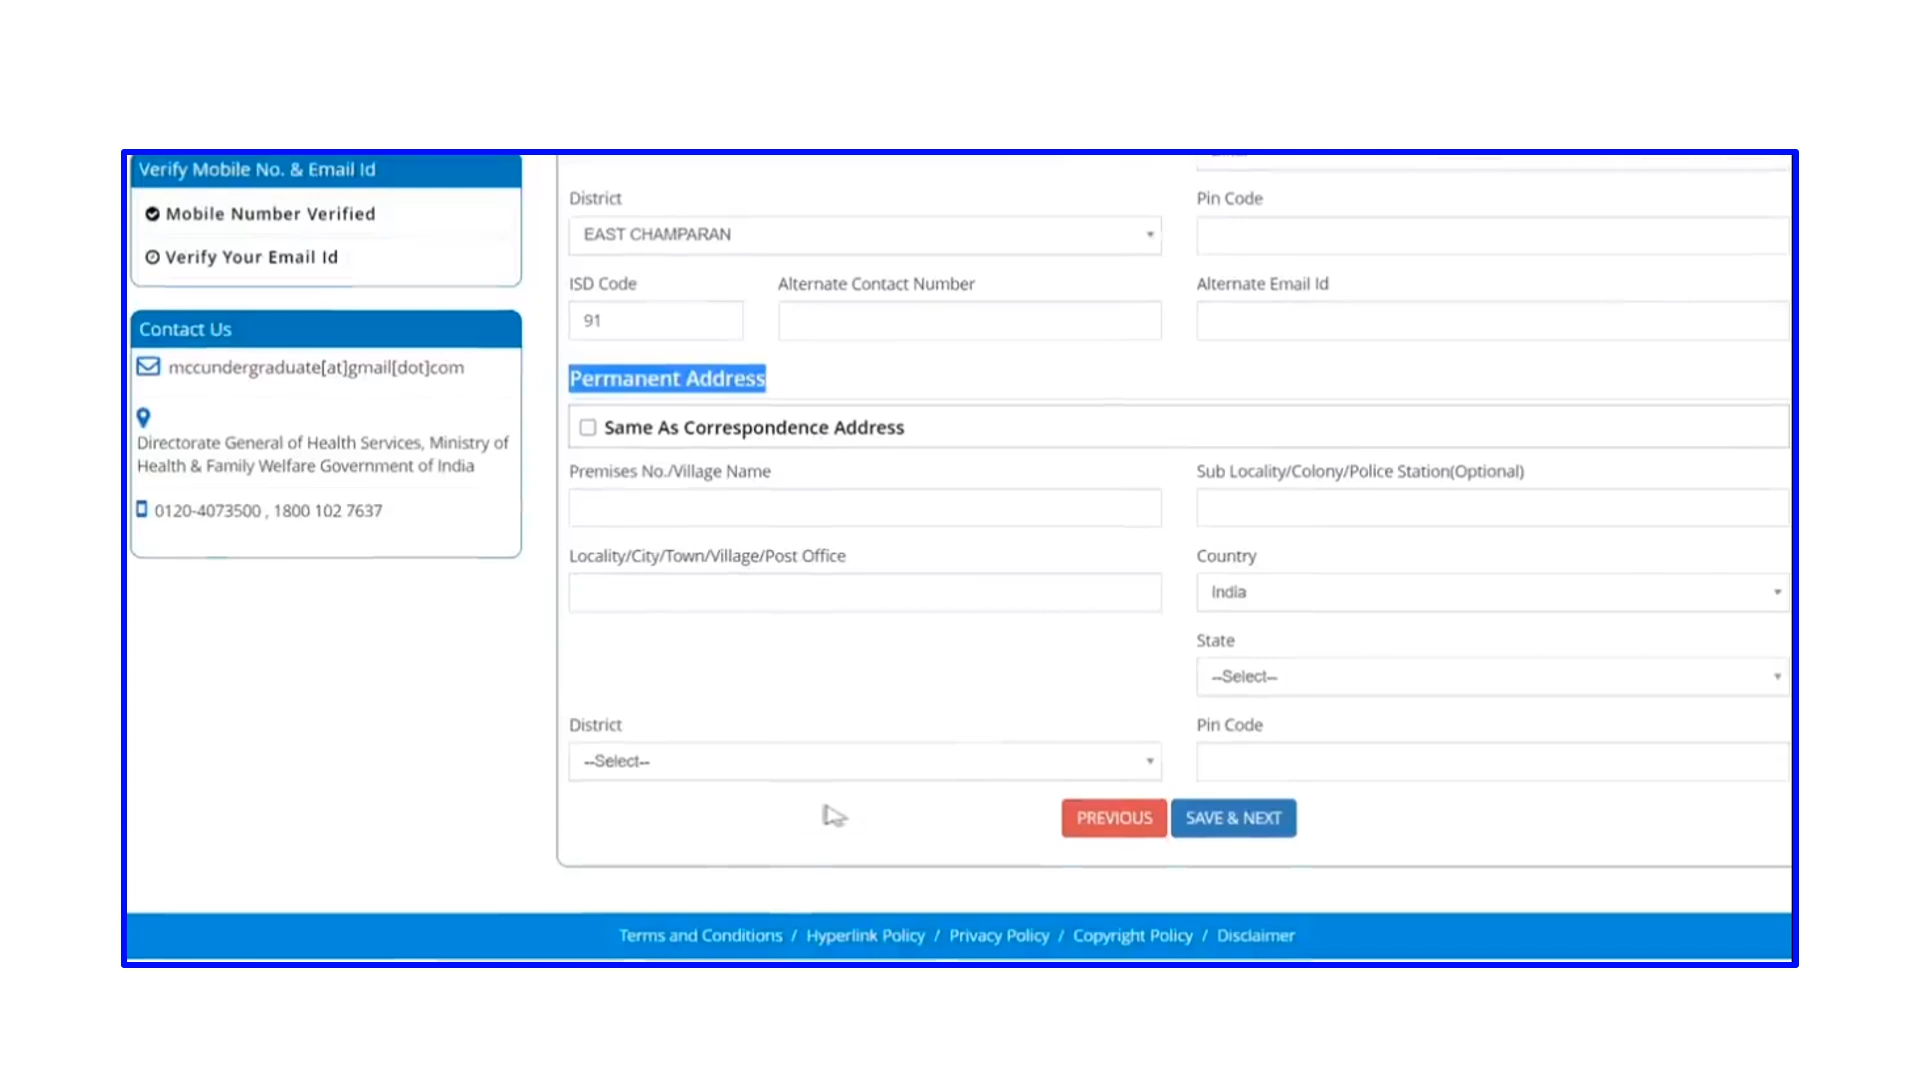 Verify Mobile No. & Email Id
Mobile Number Verified
Verify Your Email Id
Contact Us
mccundergraduate[at]gmail[dot]com
Directorate General of Health Services, Ministry of
Health & Family Welfare Government of India
0120-4073500 , 1800 102 7637
District
Pin Code
EAST CHAMPARAN
ISD Code
Alternate Contact Number
Alternate Email Id
91
Permanent Address
Same As Correspondence Address
Premises No./Village Name
Sub Locality/Colony/Police Station(Optional)
Locality/City/Town/Village/Post Office
Country
India
State
--Select--
District
Pin Code
--Select--
PREVIOUS
SAVE & NEXT
Terms and Conditions / Hyperlink Policy / Privacy Policy / Copyright Policy / Disclaimer